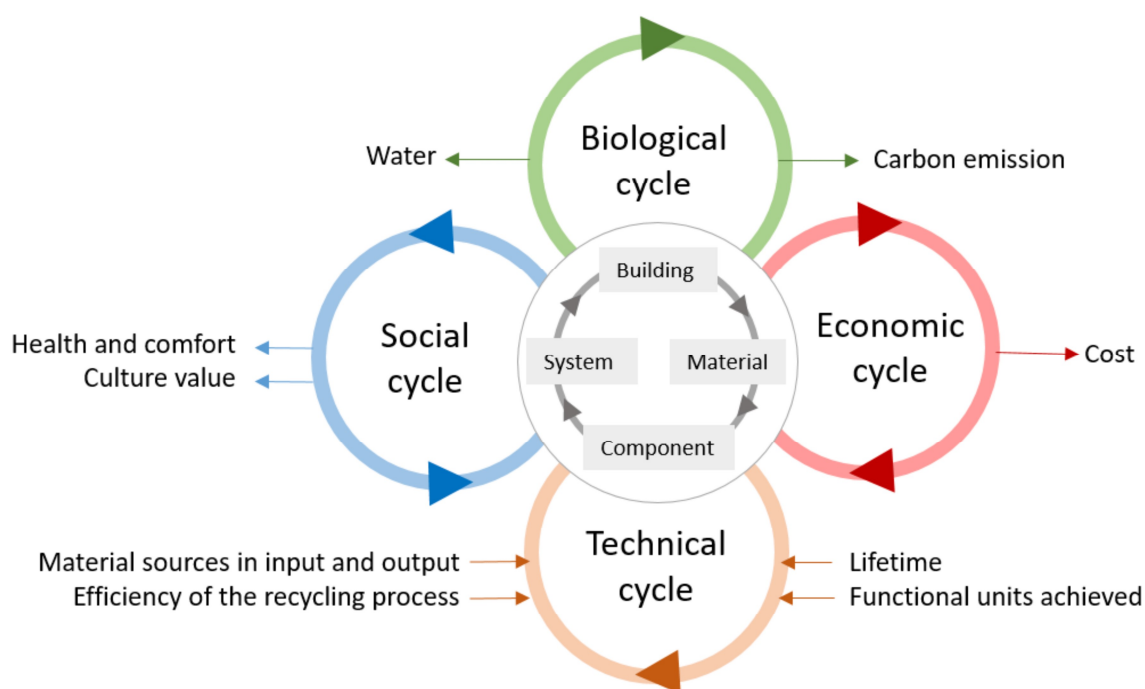 Biological
cycle
Water
Carbon emission
Building
Social
cycle
Health and comfort
Culture value
System
Material
Economic
cycle
Cost
Component
Technical
cycle
Material sources in input and output
Efficiency of the recycling process
Lifetime
Functional units achieved